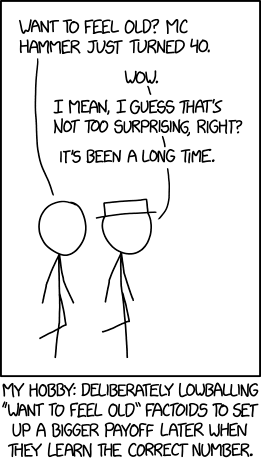 WANT TO FEEL OLD? MC
HAMMER JUST TURNED 40.
WOW.
I MEAN, I GUESS THAT'S
NOT TOO SURPRISING, RIGHT?
IT'S BEEN A LONG TIME.
MY HOBBY: DELIBERATELY LOWBALLING
"WANT TO FEEL OLD" FACTOIDS TO SET
UP A BIGGER PAYOFF LATER WHEN
THEY LEARN THE CORRECT NUMBER.